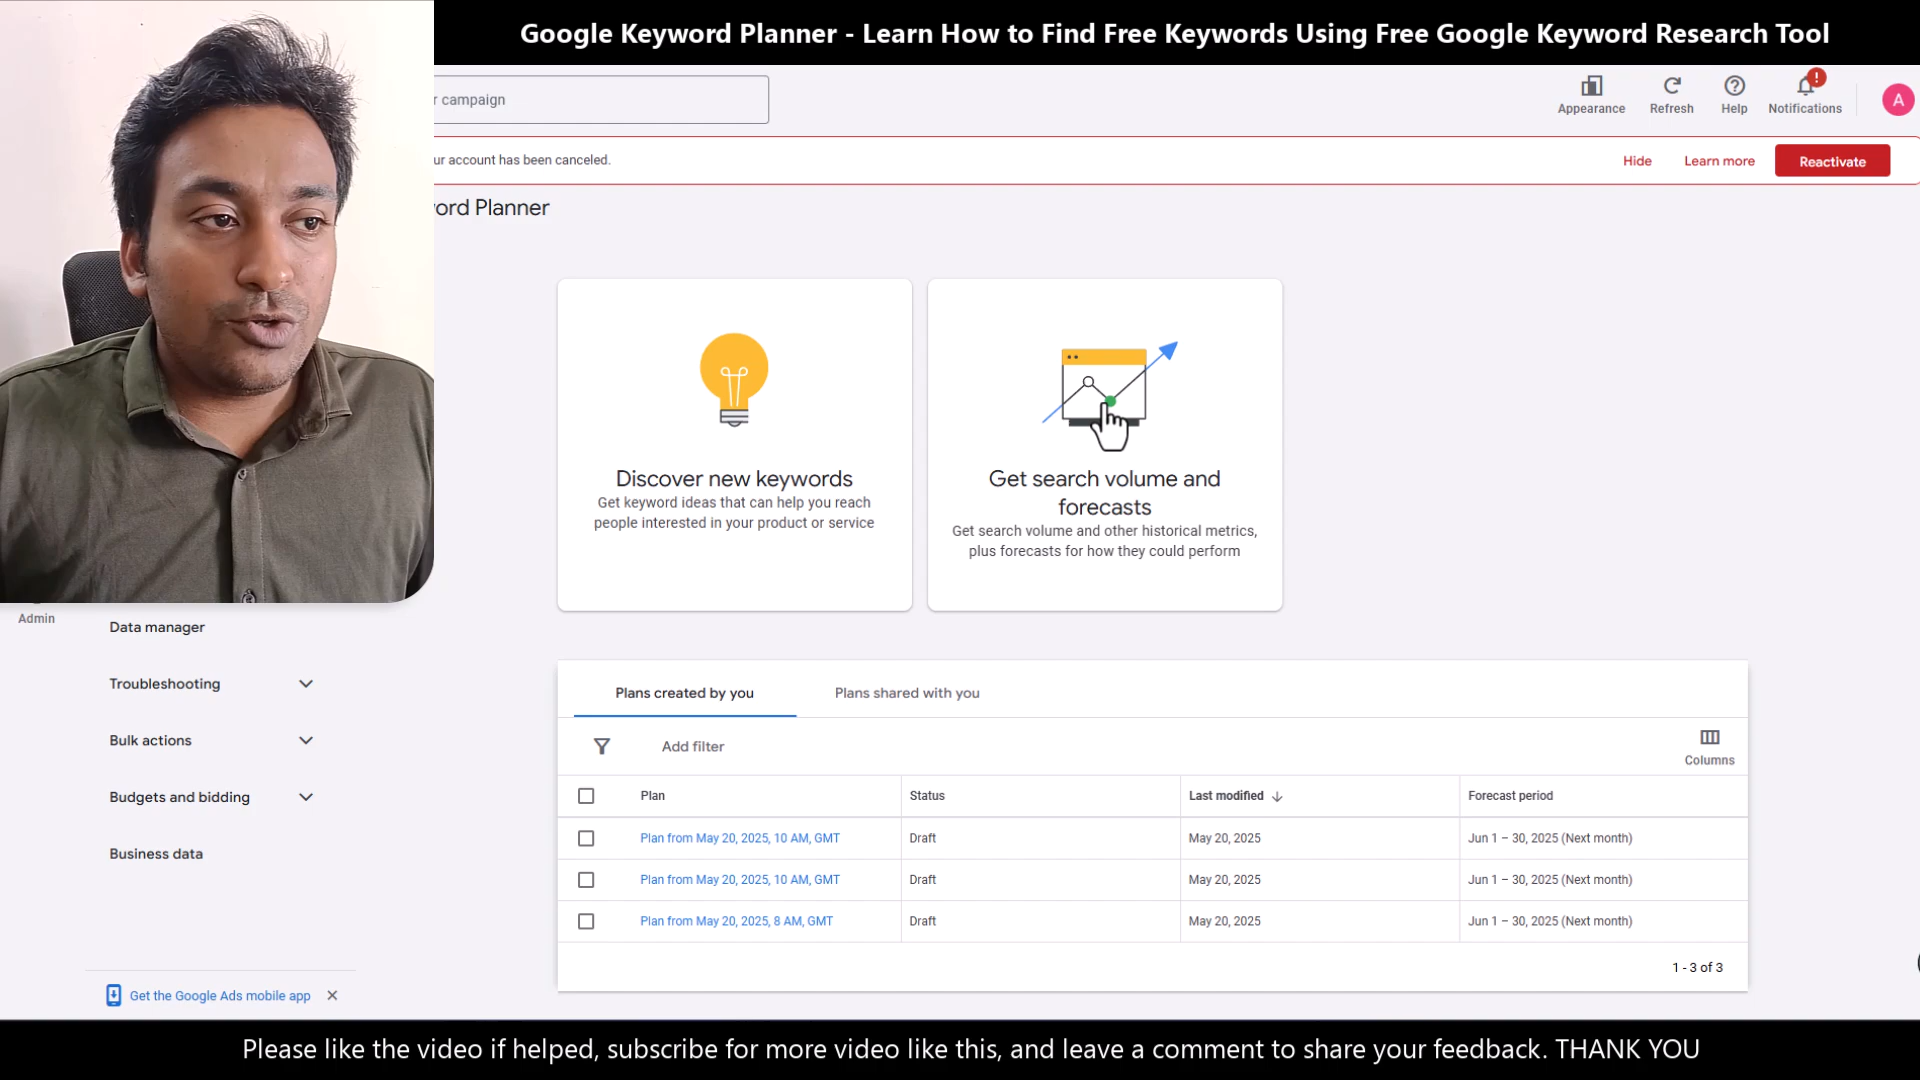 Google Keyword Planner - Learn How to Find Free Keywords Using Free Google Keyword Research Tool
r campaign
Appearance
Refresh
Help
Notifications
A
ur account has been canceled.
Hide
Learn more
Reactivate
ord Planner
Discover new keywords
Get keyword ideas that can help you reach
people interested in your product or service
Get search volume and
forecasts
Get search volume and other historical metrics,
plus forecasts for how they could perform
Admin
Data manager
Troubleshooting
Bulk actions
Budgets and bidding
Business data
Get the Google Ads mobile app
Plans created by you
Plans shared with you
Add filter
Columns
Plan Status Last modified Forecast period
Plan from May 20, 2025, 10 AM, GMT Draft May 20, 2025 Jun 1 – 30, 2025 (Next month)
Plan from May 20, 2025, 10 AM, GMT Draft May 20, 2025 Jun 1 – 30, 2025 (Next month)
Plan from May 20, 2025, 8 AM, GMT Draft May 20, 2025 Jun 1 – 30, 2025 (Next month)
1 - 3 of 3
Please like the video if helped, subscribe for more video like this, and leave a comment to share your feedback. THANK YOU